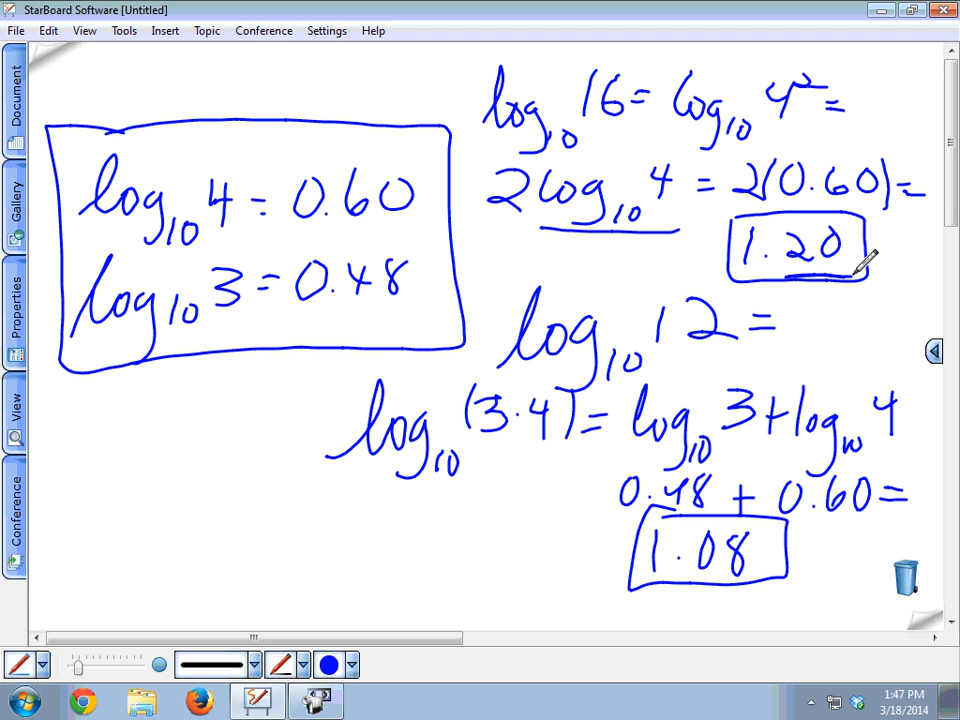 StarBoard Software [Untitled]
File Edit View Tools Insert Topic Conference Settings Help
Document
Gallery
Properties
View
Conference
log₁₀ 4 = 0.60
log₁₀ 3 = 0.48
log₁₀ 16 = log₁₀ 4² =
2 log₁₀ 4 = 2(0.60) =
1.20
log₁₀ 12 =
log₁₀ (3·4) = log₁₀ 3 + log₁₀ 4
0.48 + 0.60 =
1.08
1:47 PM
3/18/2014